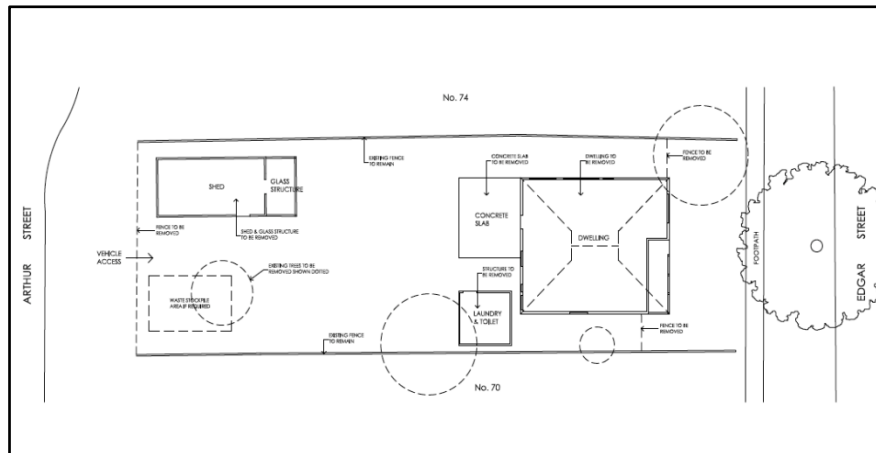 No. 74
CONCRETE SLAB
TO BE REMOVED
DWELLING TO
BE REMOVED
FENCE TO BE
REMOVED
EXISTING FENCE
TO REMAIN
SHED
GLASS
STRUCTURE
CONCRETE
SLAB
DWELLING
ARTHUR STREET
FENCE TO BE
REMOVED
SHED & GLASS STRUCTURE
TO BE REMOVED
VEHICLE
ACCESS
EXISTING TREES TO BE
REMOVED SHOWN DOTTED
STRUCTURE TO
BE REMOVED
FOOTPATH
EDGAR STREET
WASTE STOCKPILE
AREA IF REQUIRED
LAUNDRY
& TOILET
FENCE TO BE
REMOVED
EXISTING FENCE
TO REMAIN
No. 70